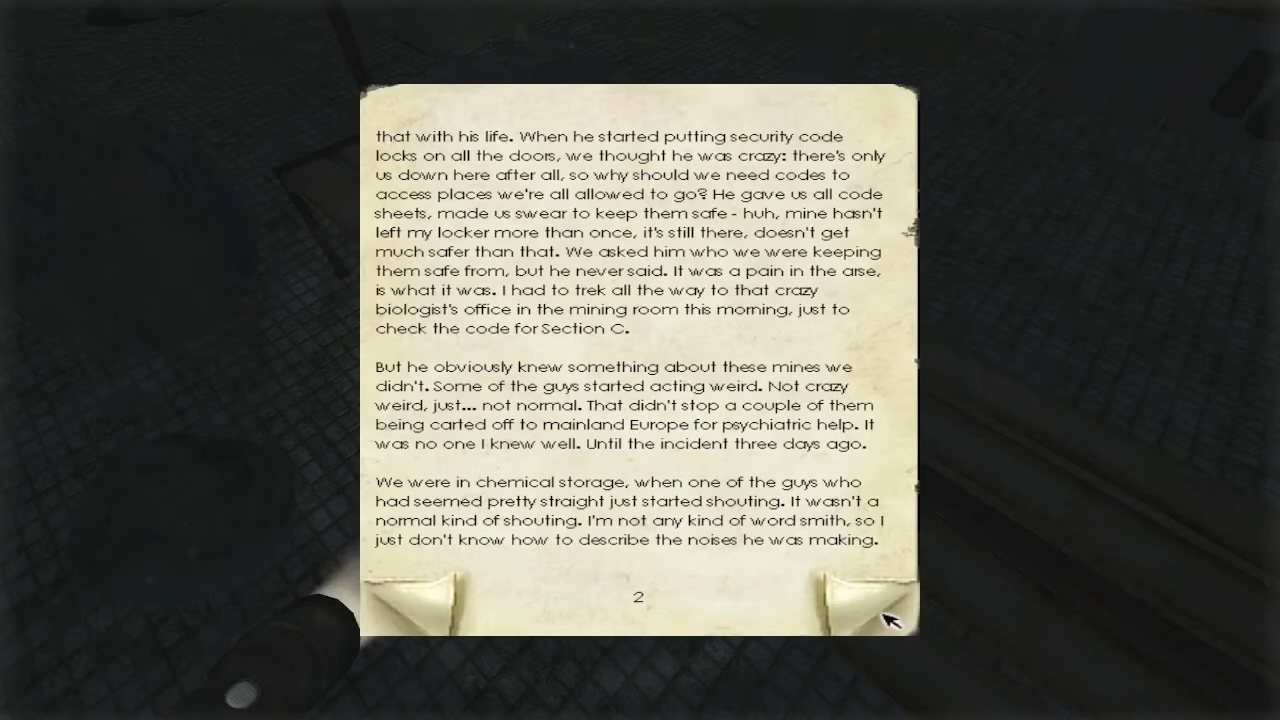 that with his life. When he started putting security code
locks on all the doors, we thought he was crazy: there's only
us down here after all, so why should we need codes to
access places we're all allowed to go? He gave us all code
sheets, made us swear to keep them safe - huh, mine hasn't
left my locker more than once, it's still there, doesn't get
much safer than that. We asked him who we were keeping
them safe from, but he never said. It was a pain in the arse,
is what it was. I had to trek all the way to that crazy
biologist's office in the mining room this morning, just to
check the code for Section C.
But he obviously knew something about these mines we
didn't. Some of the guys started acting weird. Not crazy
weird, just... not normal. That didn't stop a couple of them
being carted off to mainland Europe for psychiatric help. It
was no one I knew well. Until the incident three days ago.
We were in chemical storage, when one of the guys who
had seemed pretty straight just started shouting. It wasn't a
normal kind of shouting. I'm not any kind of word smith, so I
just don't know how to describe the noises he was making.
2